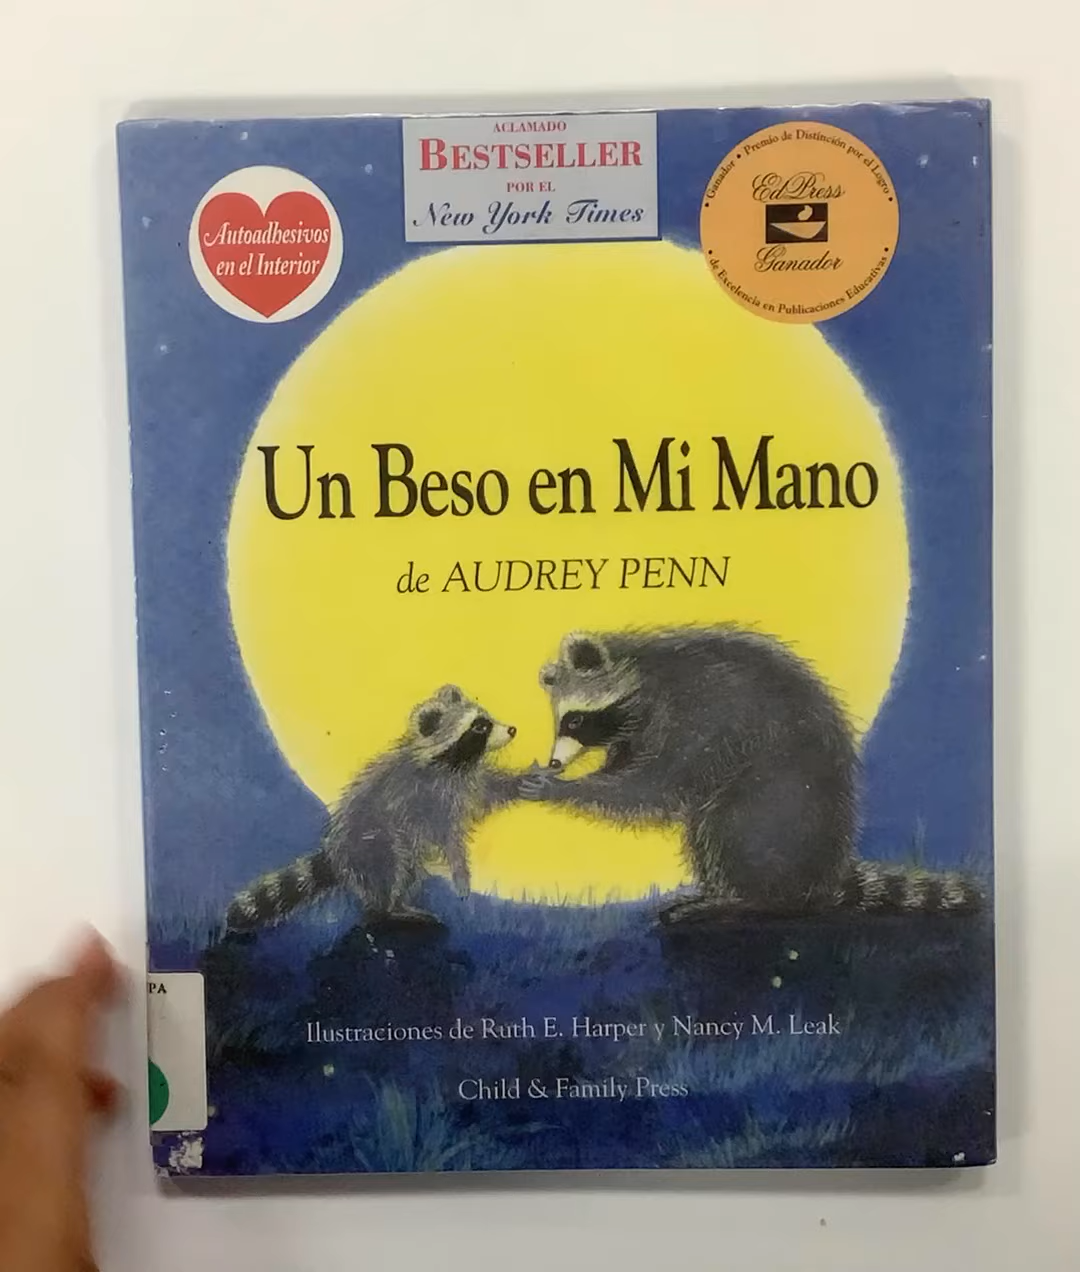 ACLAMADO
BESTSELLER
POR EL
New York Times
Autoadhesivos
en el Interior
Ganador • Premio de Distinción por el Logro
EdPress
Ganador
• de Excelencia en Publicaciones Educativas •
Un Beso en Mi Mano
de AUDREY PENN
PA
Ilustraciones de Ruth E. Harper y Nancy M. Leak
Child & Family Press